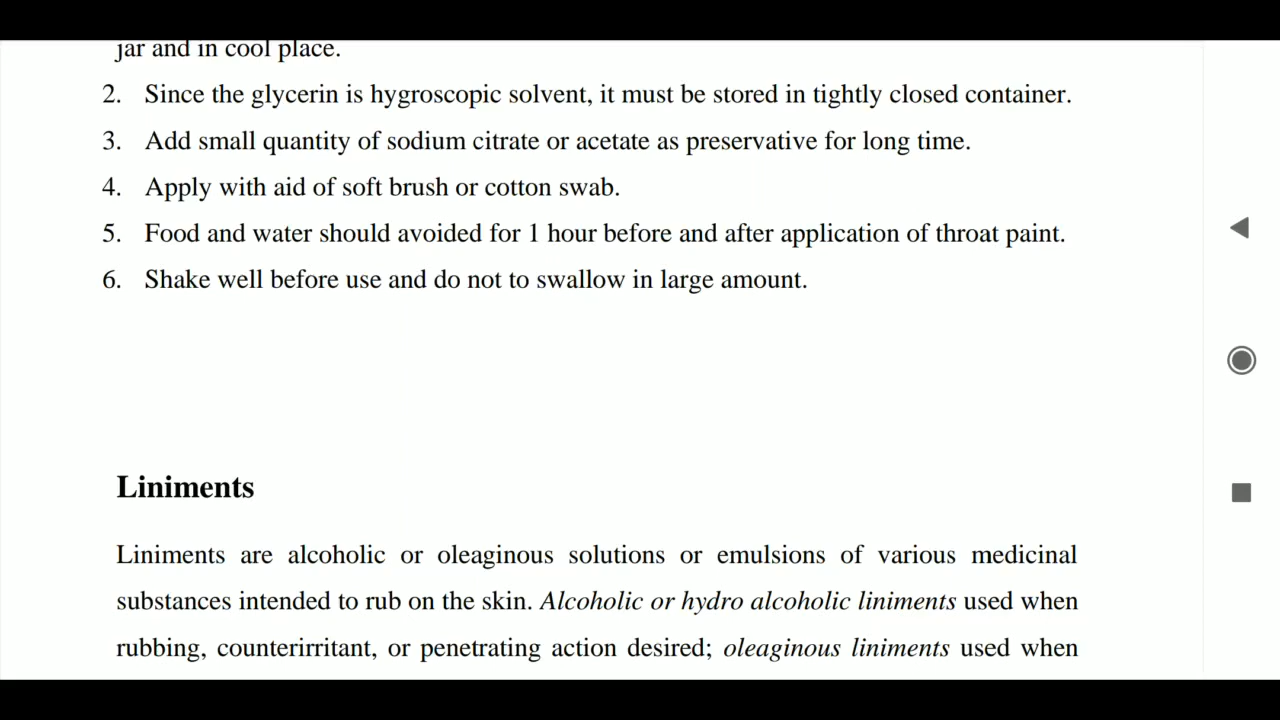 jar and in cool place.
2. Since the glycerin is hygroscopic solvent, it must be stored in tightly closed container.
3. Add small quantity of sodium citrate or acetate as preservative for long time.
4. Apply with aid of soft brush or cotton swab.
5. Food and water should avoided for 1 hour before and after application of throat paint.
6. Shake well before use and do not to swallow in large amount.
Liniments
Liniments are alcoholic or oleaginous solutions or emulsions of various medicinal
substances intended to rub on the skin. Alcoholic or hydro alcoholic liniments used when
rubbing, counterirritant, or penetrating action desired; oleaginous liniments used when